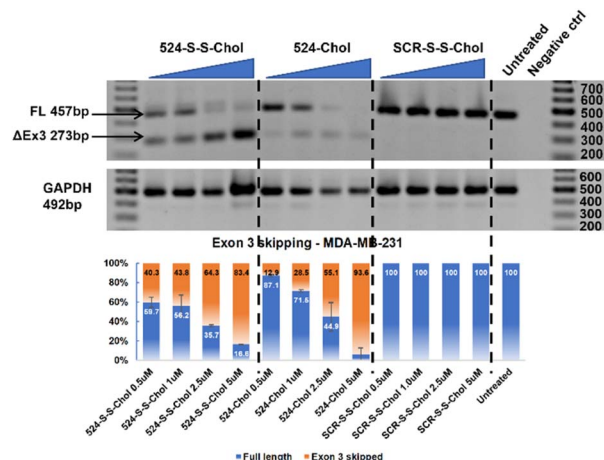 524-S-S-Chol 524-Chol SCR-S-S-Chol Untreated Negative ctrl
FL 457bp
ΔEx3 273bp
700
600
500
400
300
200
GAPDH
492bp
600
500
400
300
200
Exon 3 skipping - MDA-MB-231
100%
80%
60%
40%
20%
0%
40.3 43.8 64.3 83.4 12.9 28.5 55.1 93.6 100 100 100 100 100
59.7 56.2 35.7 16.6 87.1 71.5 44.9
524-S-S-Chol 0.5uM
524-S-S-Chol 1uM
524-S-S-Chol 2.5uM
524-S-S-Chol 5uM
524-Chol 0.5uM
524-Chol 1uM
524-Chol 2.5uM
524-Chol 5uM
SCR-S-S-Chol 0.5uM
SCR-S-S-Chol 1.0uM
SCR-S-S-Chol 2.5uM
SCR-S-S-Chol 5uM
Untreated
Full length Exon 3 skipped